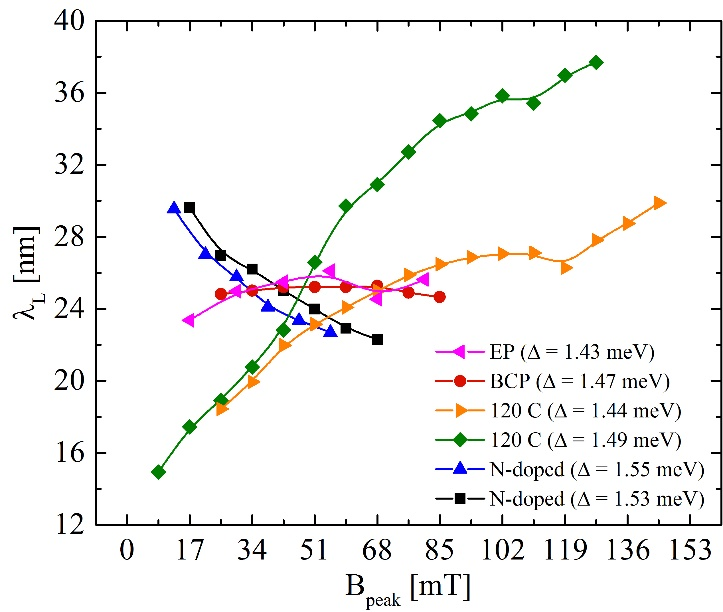 40
36
32
28
24
20
16
12
λL [nm]
EP (Δ = 1.43 meV)
BCP (Δ = 1.47 meV)
120 C (Δ = 1.44 meV)
120 C (Δ = 1.49 meV)
N-doped (Δ = 1.55 meV)
N-doped (Δ = 1.53 meV)
0 17 34 51 68 85 102 119 136 153
Bpeak [mT]